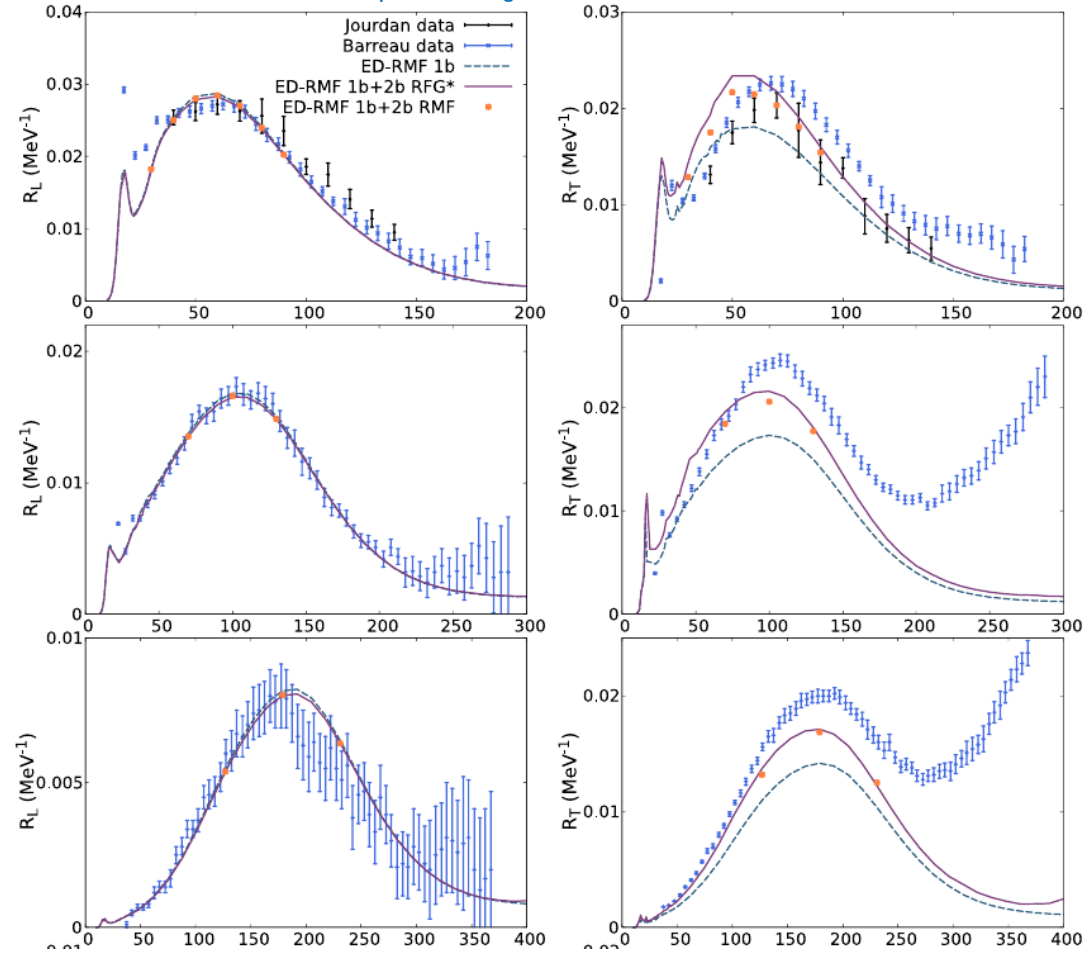 0.04
0.03
0.02
0.01
0
R_L (MeV⁻¹)
Jourdan data
Barreau data
ED-RMF 1b
ED-RMF 1b+2b RFG*
ED-RMF 1b+2b RMF
0 50 100 150 200
0.03
0.02
0.01
0
R_T (MeV⁻¹)
0 50 100 150 200
0.02
0.01
0
R_L (MeV⁻¹)
0 50 100 150 200 250 300
0.02
0.01
0
R_T (MeV⁻¹)
0 50 100 150 200 250 300
0.01
0.005
0
R_L (MeV⁻¹)
0 50 100 150 200 250 300 350 400
0.02
0.01
0
R_T (MeV⁻¹)
0 50 100 150 200 250 300 350 400